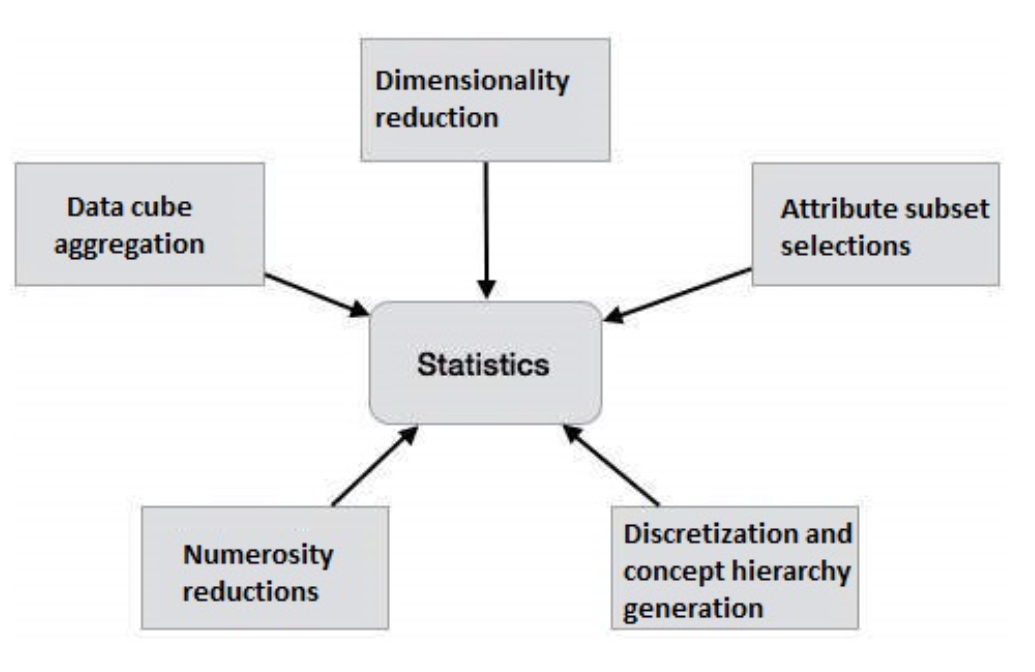 Dimensionality
reduction
Data cube
aggregation
Attribute subset
selections
Statistics
Numerosity
reductions
Discretization and
concept hierarchy
generation